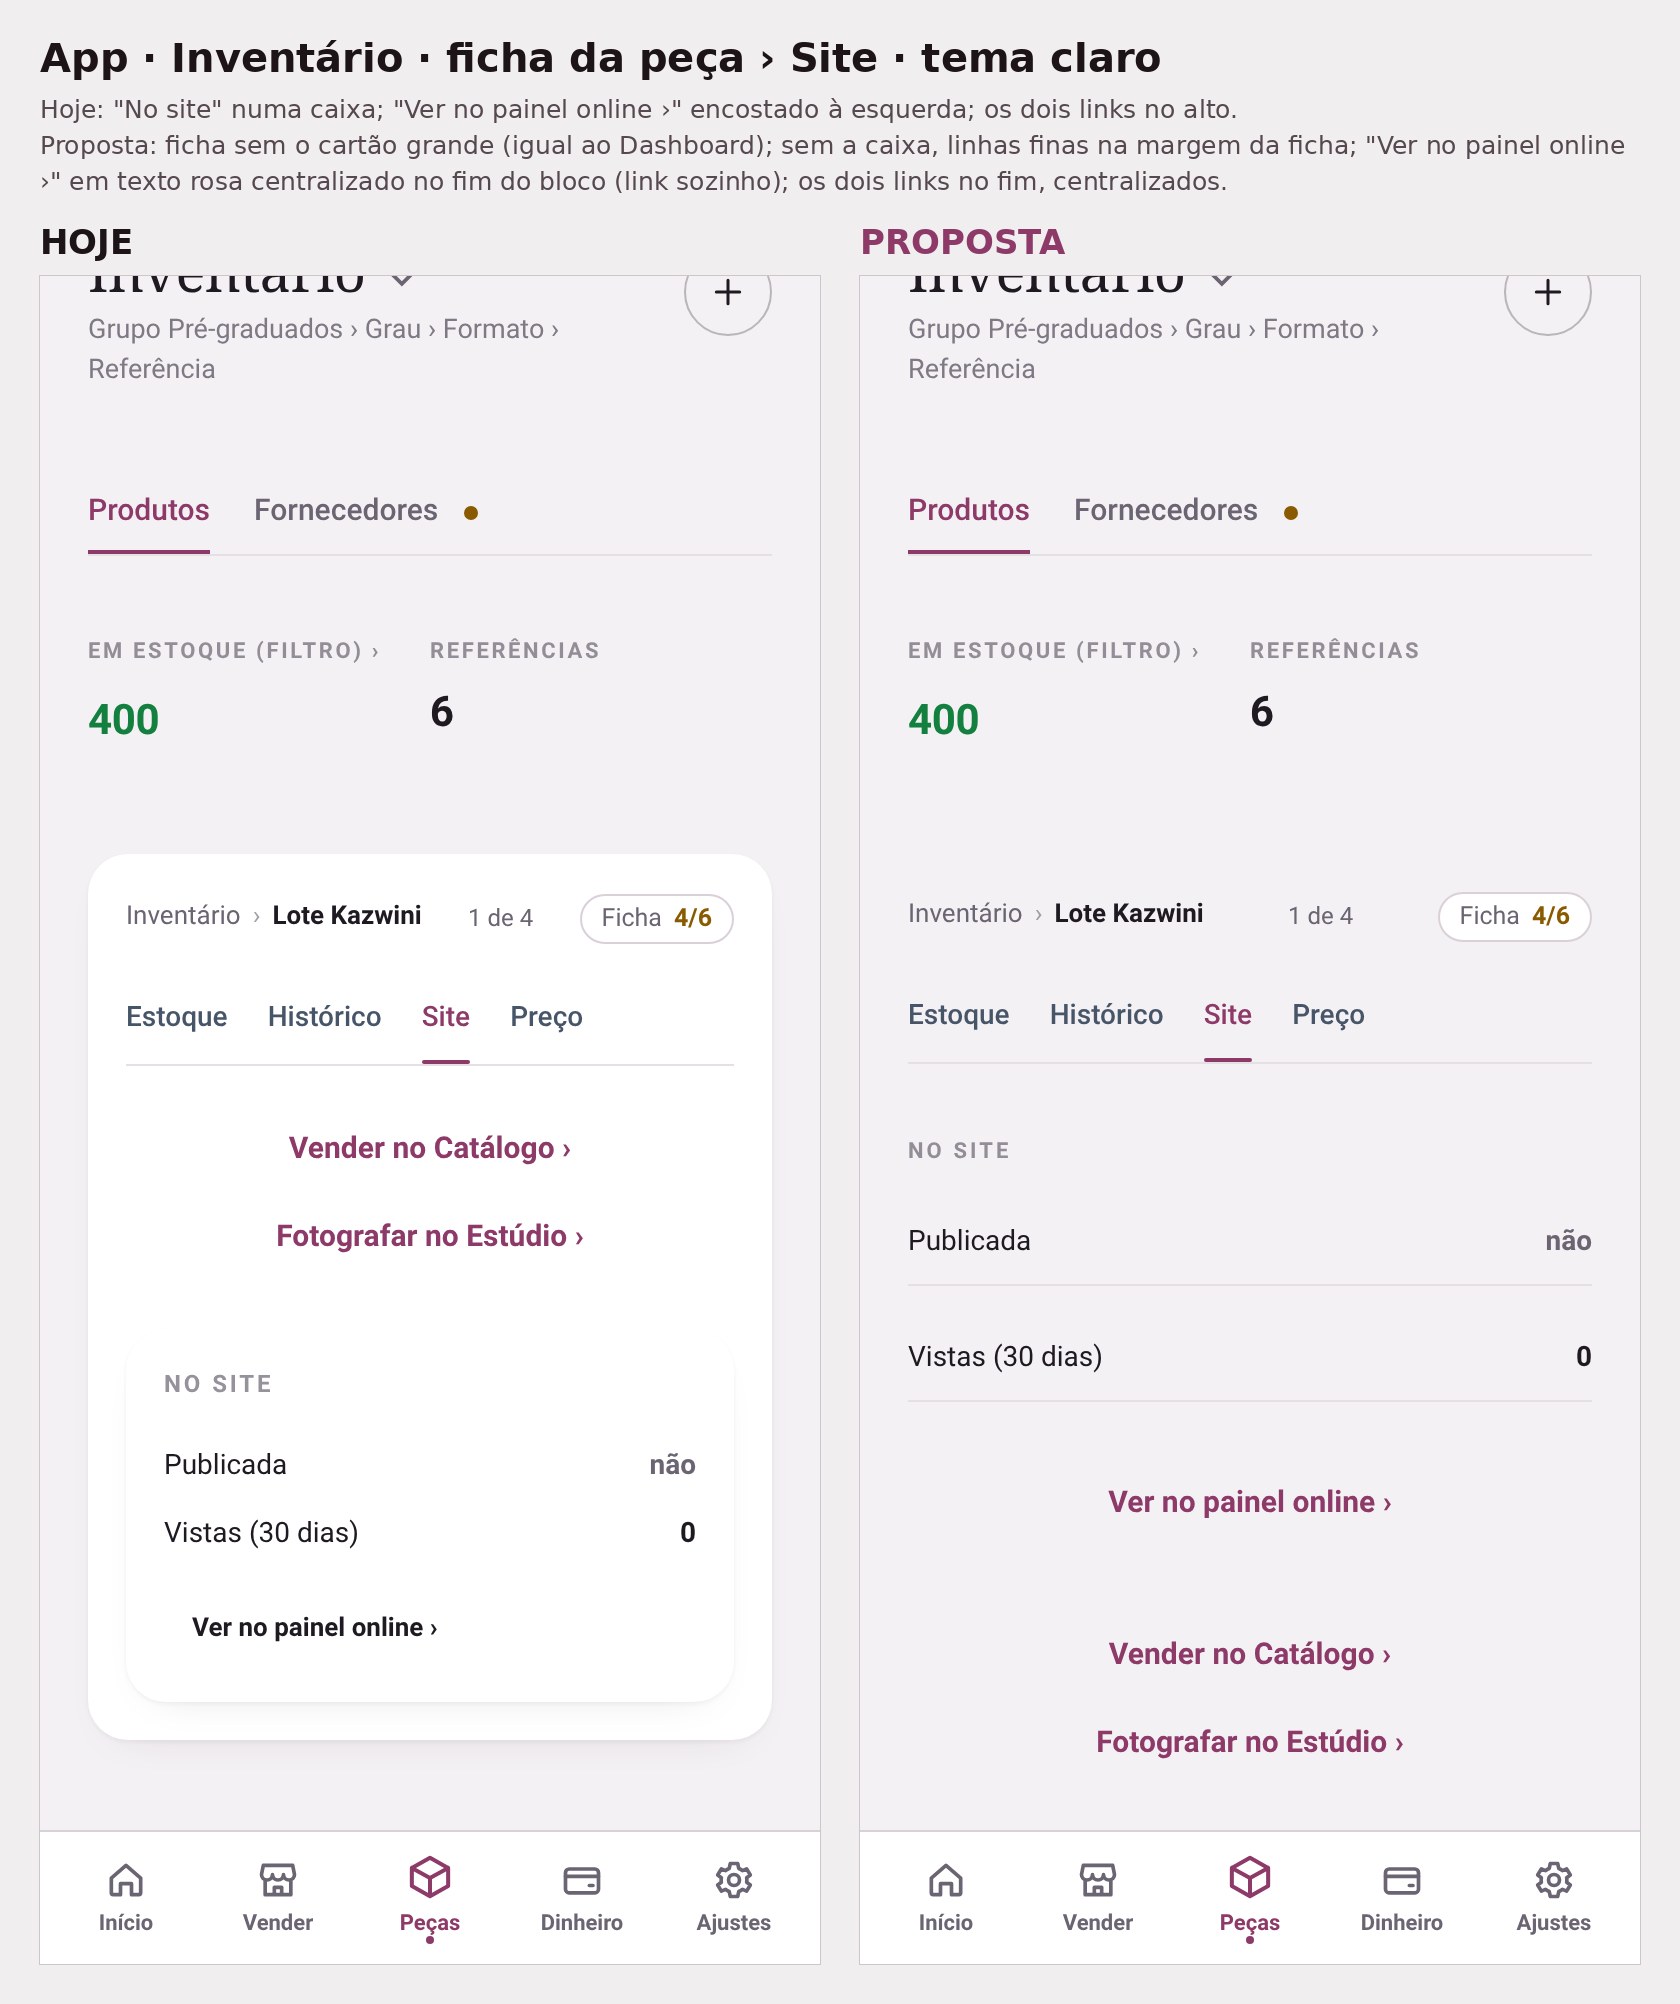 App · Inventário · ficha da peça › Site · tema claro
Hoje: "No site" numa caixa; "Ver no painel online ›" encostado à esquerda; os dois links no alto.
Proposta: ficha sem o cartão grande (igual ao Dashboard); sem a caixa, linhas finas na margem da ficha; "Ver no painel online
›" em texto rosa centralizado no fim do bloco (link sozinho); os dois links no fim, centralizados.
HOJE
Inventário
Grupo Pré-graduados › Grau › Formato ›
Referência
Produtos Fornecedores
EM ESTOQUE (FILTRO) › REFERÊNCIAS
400 6
Inventário › Lote Kazwini 1 de 4 Ficha 4/6
Estoque Histórico Site Preço
Vender no Catálogo ›
Fotografar no Estúdio ›
NO SITE
Publicada não
Vistas (30 dias) 0
Ver no painel online ›
Início Vender Peças Dinheiro Ajustes
PROPOSTA
Inventário
Grupo Pré-graduados › Grau › Formato ›
Referência
Produtos Fornecedores
EM ESTOQUE (FILTRO) › REFERÊNCIAS
400 6
Inventário › Lote Kazwini 1 de 4 Ficha 4/6
Estoque Histórico Site Preço
NO SITE
Publicada não
Vistas (30 dias) 0
Ver no painel online ›
Vender no Catálogo ›
Fotografar no Estúdio ›
Início Vender Peças Dinheiro Ajustes